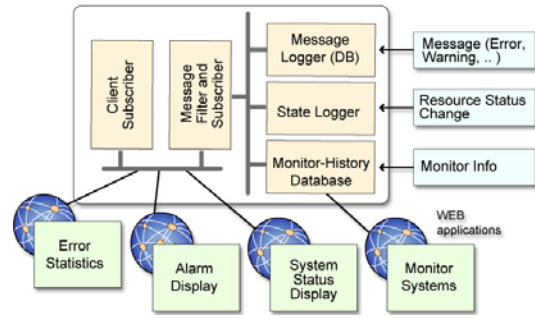 Client
Subscriber
Message
Filter and
Subscriber
Message
Logger (DB)
State Logger
Monitor-History
Database
Message (Error,
Warning, .. )
Resource Status
Change
Monitor Info
WEB
applications
Error
Statistics
Alarm
Display
System
Status
Display
Monitor
Systems